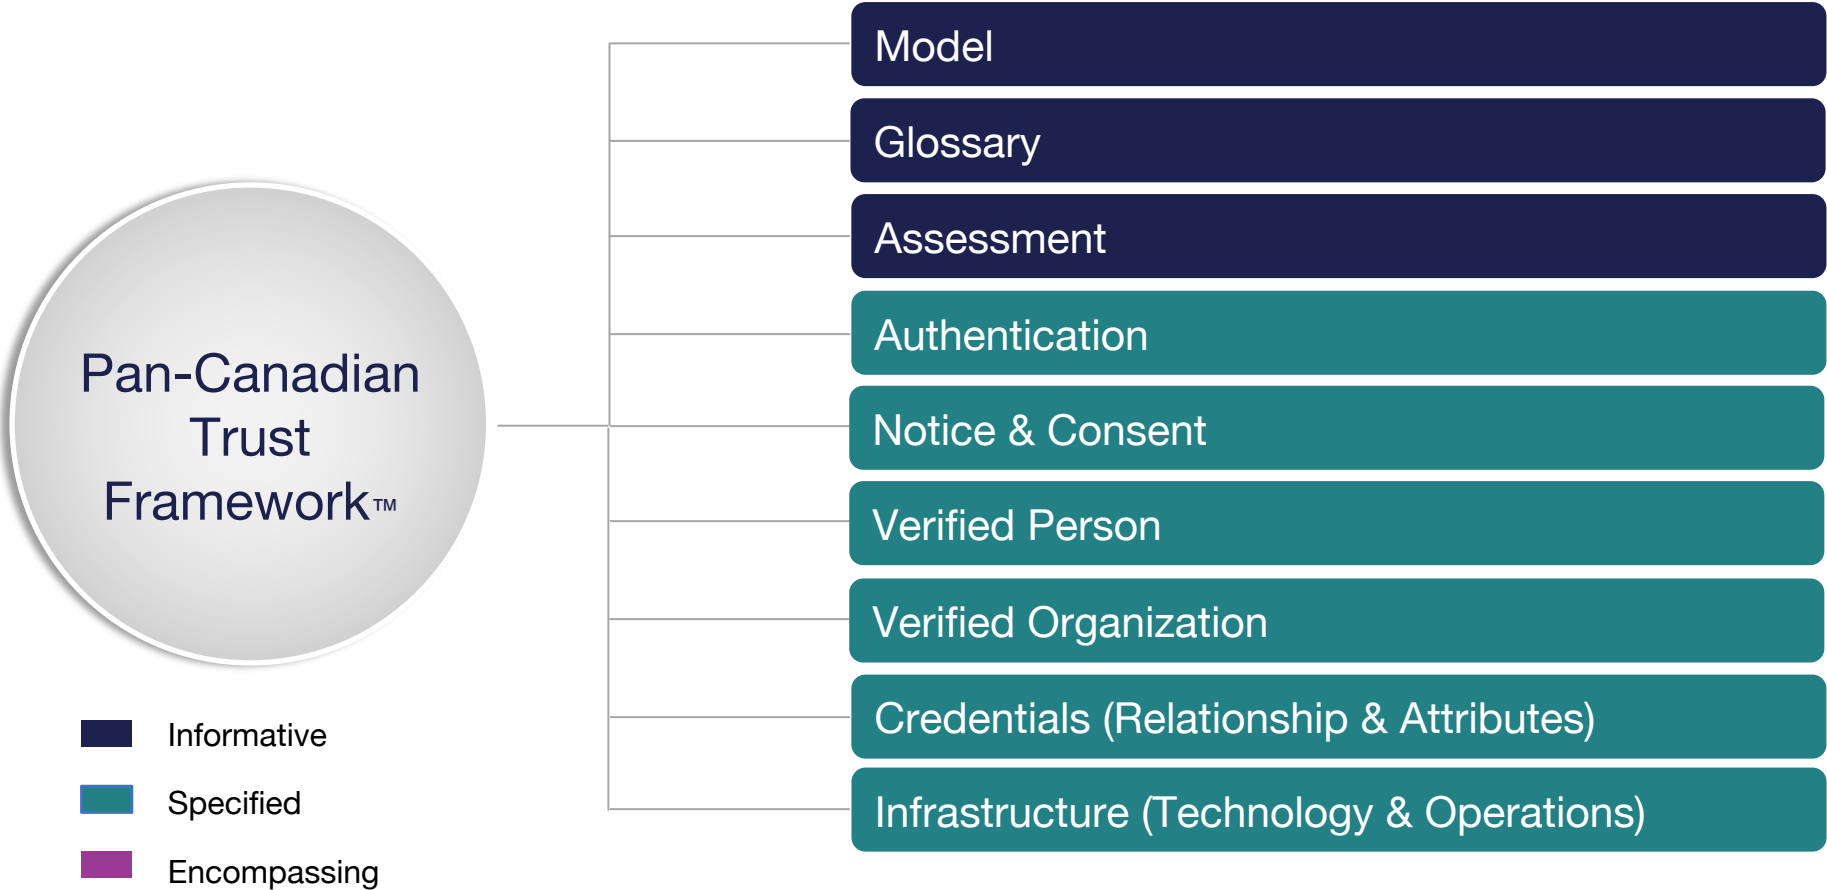 Pan-Canadian
Trust
Framework™
Model
Glossary
Assessment
Authentication
Notice & Consent
Verified Person
Verified Organization
Credentials (Relationship & Attributes)
Infrastructure (Technology & Operations)
Informative
Specified
Encompassing